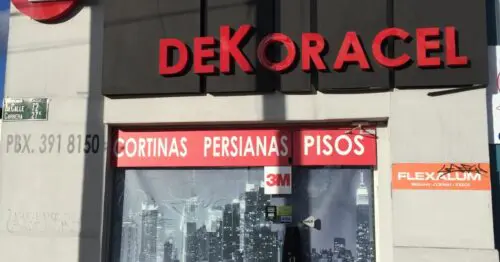 DEKORACEL
PBX. 391 8150
CORTINAS PERSIANAS PISOS
3M
FLEXALUM